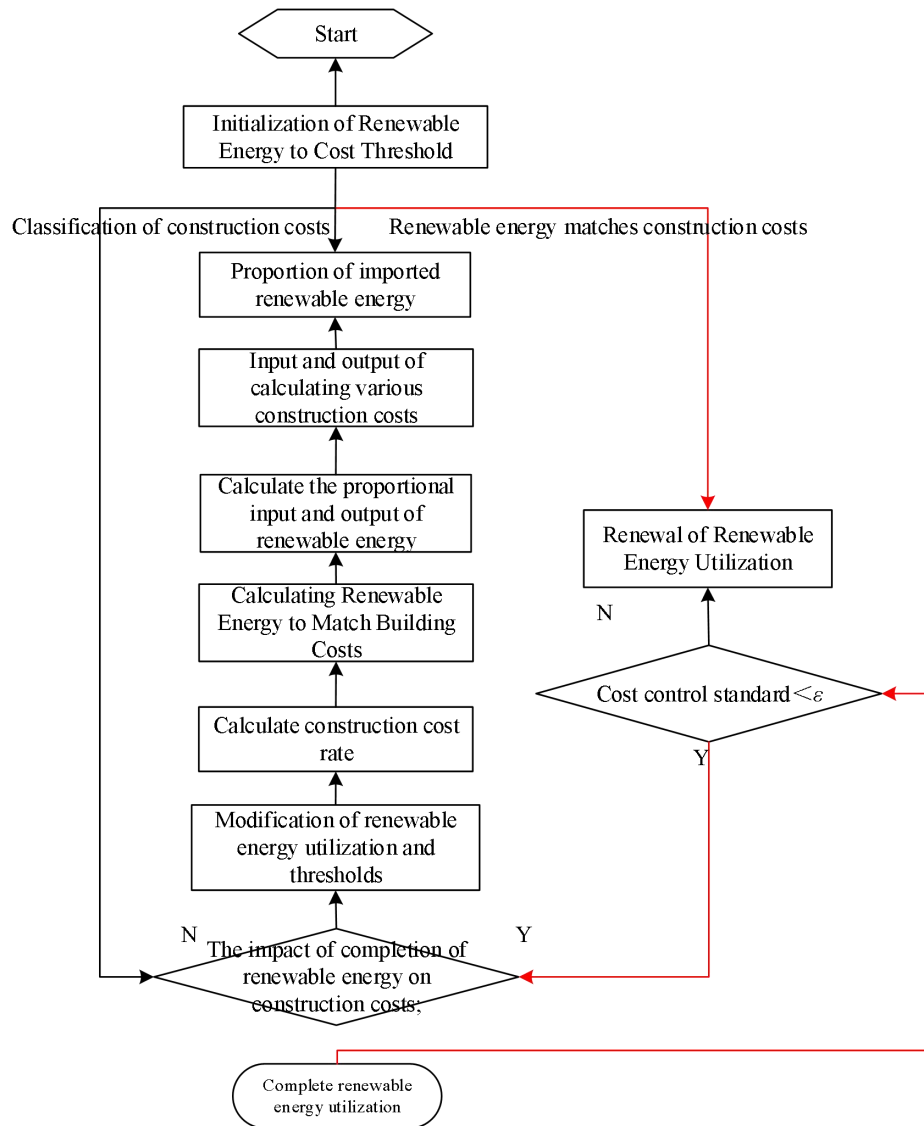 Start
Initialization of Renewable
Energy to Cost Threshold
Classification of construction costs
Renewable energy matches construction costs
Proportion of imported
renewable energy
Input and output of
calculating various
construction costs
Calculate the proportional
input and output of
renewable energy
Renewal of Renewable
Energy Utilization
Calculating Renewable
Energy to Match Building
Costs
N
Cost control standard<ε
Calculate construction cost
rate
Y
Modification of renewable
energy utilization and
thresholds
N
Y
The impact of completion of
renewable energy on
construction costs;
Complete renewable
energy utilization